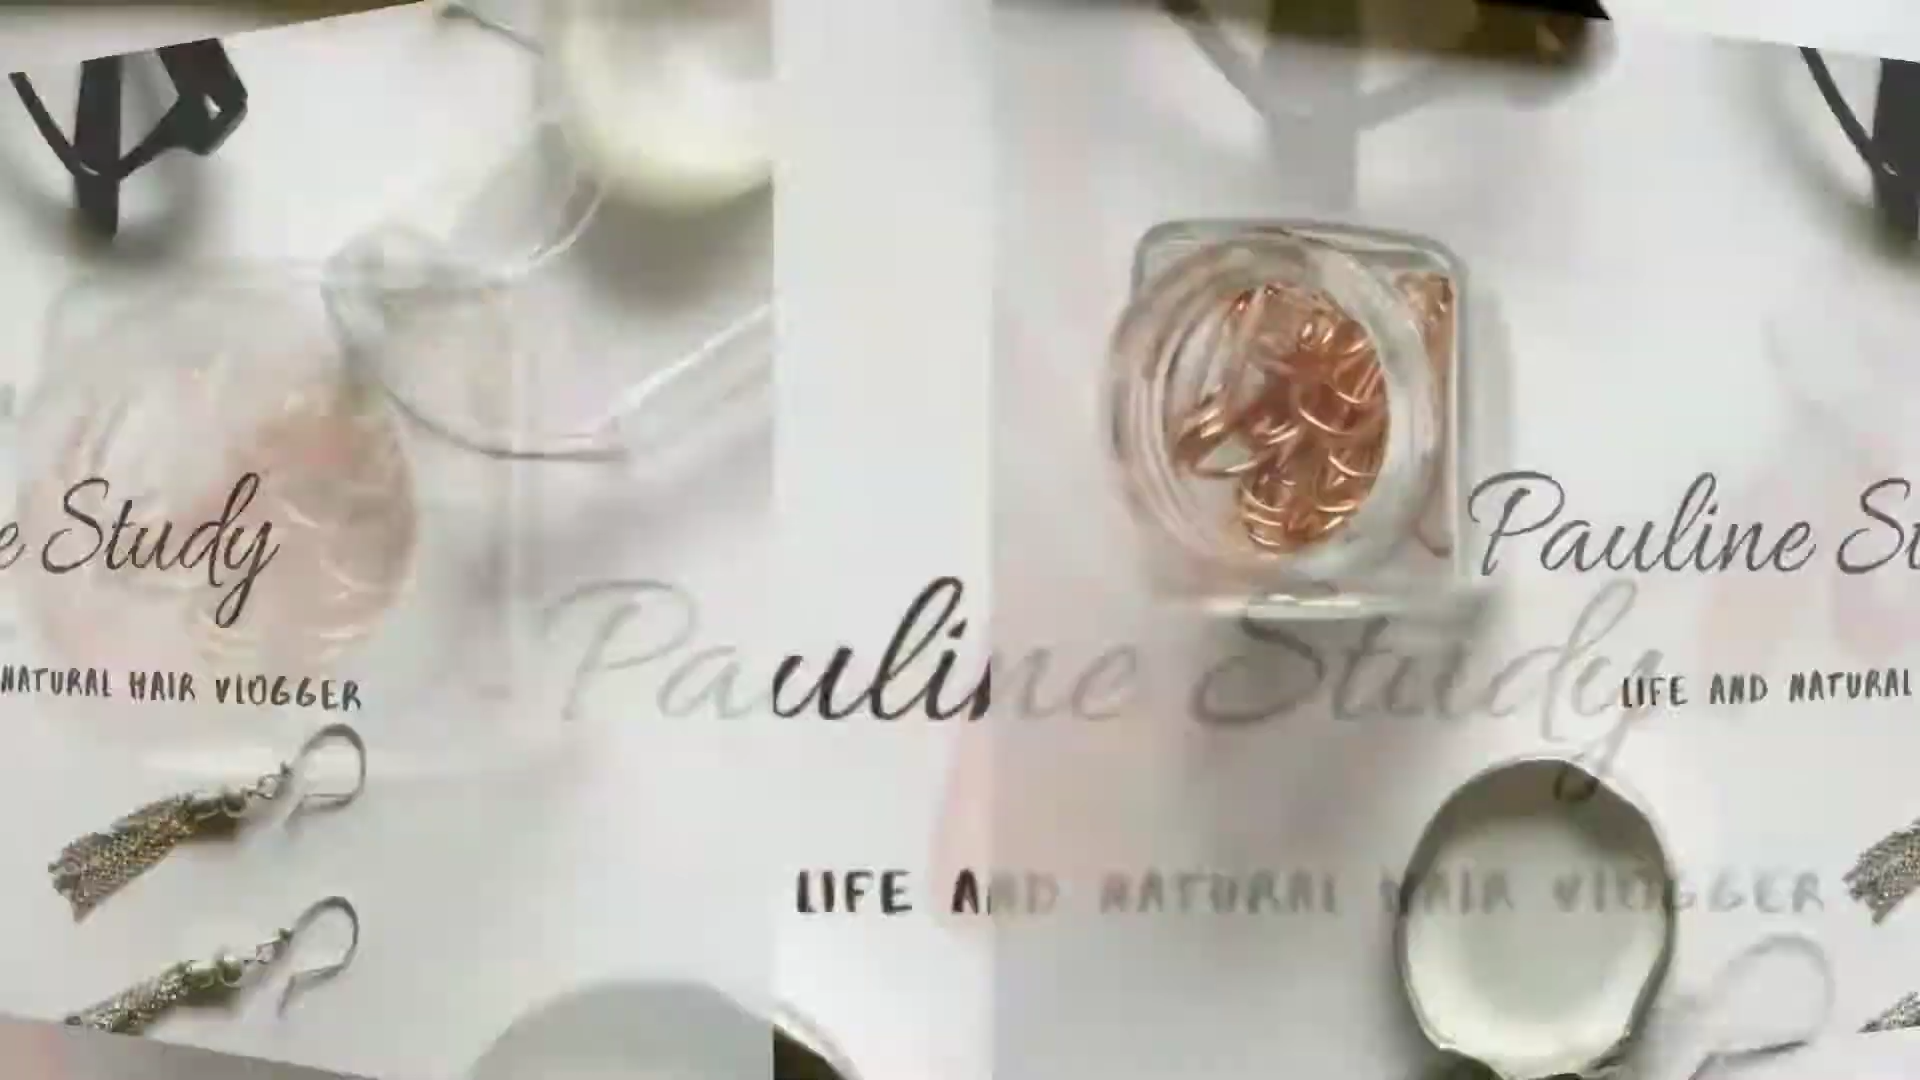 e Study
Pauline St
Pauline Study
NATURAL HAIR VLOGGER
LIFE AND NATURAL
LIFE AND NATURAL HAIR VLOGGER